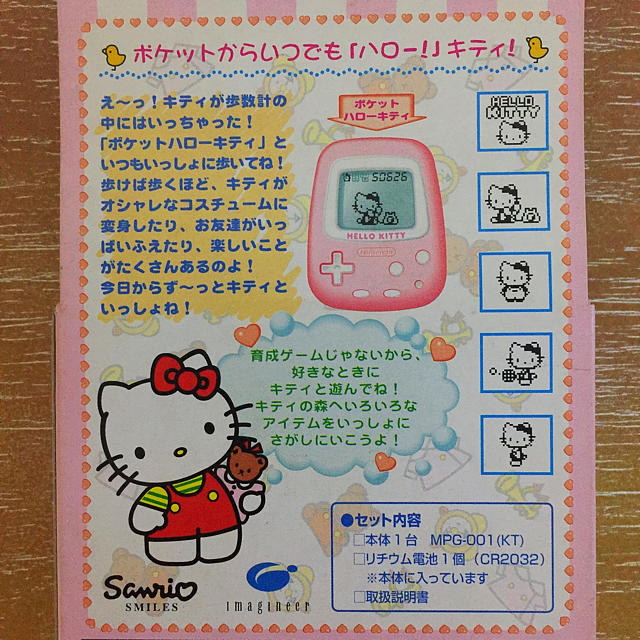 ポケットからいつでも「ハロー!」キティ!
え〜っ!キティが歩数計の
中にはいっちゃった!
「ポケットハローキティ」と
いつもいっしょに歩いてね!
歩けば歩くほど、キティが
オシャレなコスチュームに
変身したり、お友達がいっ
ぱいふえたり、楽しいこと
がたくさんあるのよ!
今日からず〜っとキティと
いっしょね!
ポケット
ハローキティ
50626
HELLO KITTY
Nintendo
HELLO
KITTY
育成ゲームじゃないから、
好きなときに
キティと遊んでね!
キティの森へいろいろな
アイテムをいっしょに
さがしにいこうよ!
●セット内容
□本体1台 MPG-001(KT)
□リチウム電池1個(CR2032)
※本体に入っています
□取扱説明書
Sanrio
SMILES
imagineer